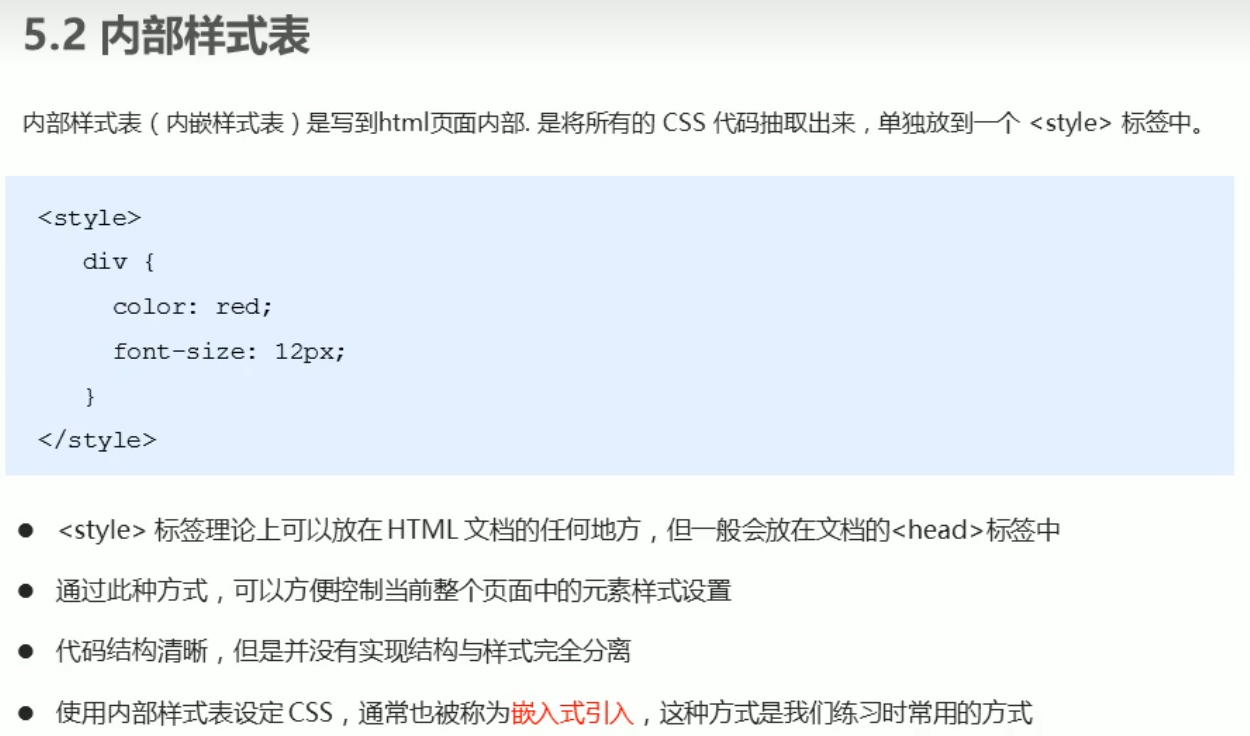 5.2 内部样式表
内部样式表（内嵌样式表）是写到html页面内部. 是将所有的 CSS 代码抽取出来，单独放到一个 <style> 标签中。
<style>
div {
color: red;
font-size: 12px;
}
</style>
● <style> 标签理论上可以放在 HTML 文档的任何地方，但一般会放在文档的<head>标签中
● 通过此种方式，可以方便控制当前整个页面中的元素样式设置
● 代码结构清晰，但是并没有实现结构与样式完全分离
● 使用内部样式表设定 CSS，通常也被称为嵌入式引入，这种方式是我们练习时常用的方式